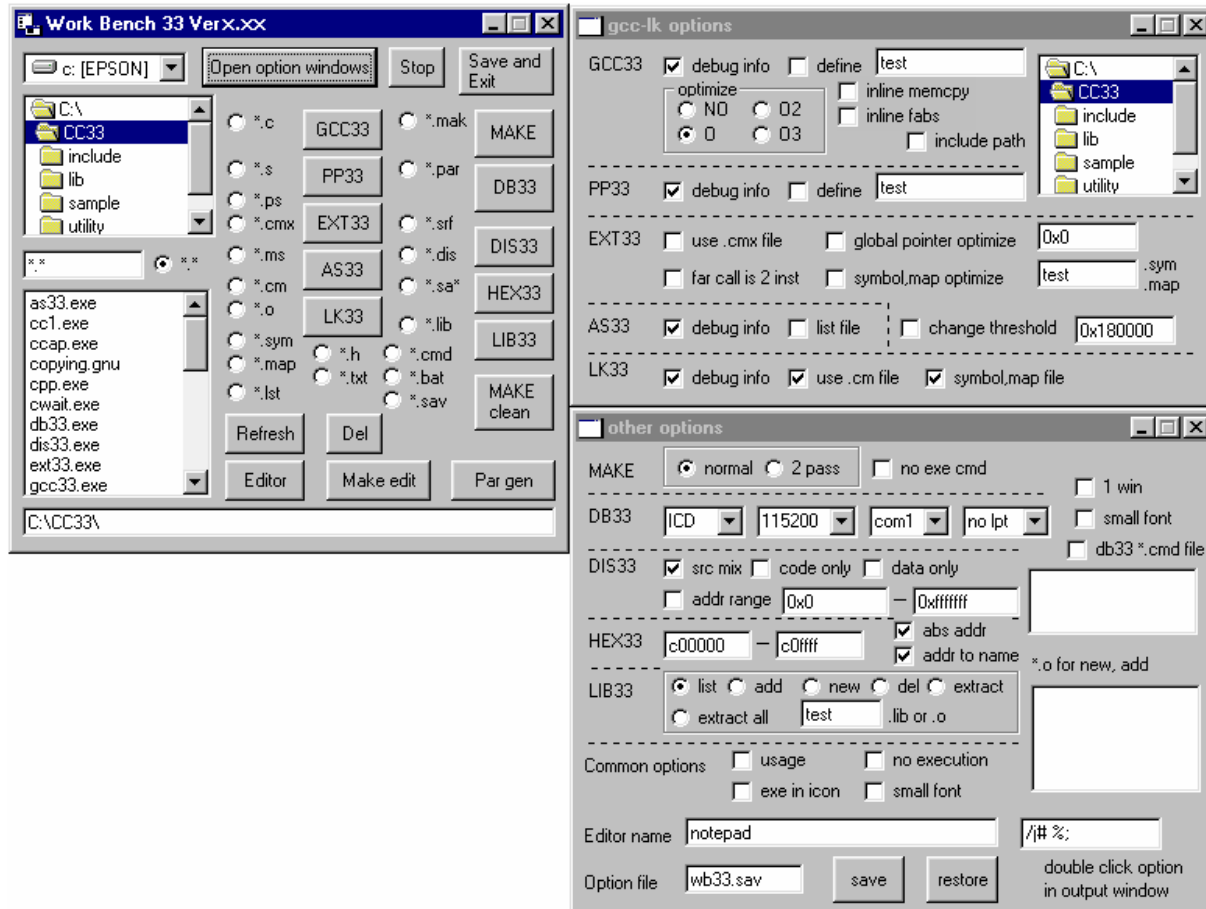 Work Bench 33 Verx.xx
c: [EPSON]
Open option windows
Stop
Save and
Exit
C:\
CC33
include
lib
sample
utility
*.*
*.*
as33.exe
cc1.exe
ccap.exe
copying.gnu
cpp.exe
cwait.exe
db33.exe
dis33.exe
ext33.exe
gcc33.exe
*.c
*.s
*.ps
*.cmx
*.ms
*.cm
*.o
*.sym
*.map
*.lst
GCC33
PP33
EXT33
AS33
LK33
*.h
*.txt
*.mak
*.par
*.srf
*.dis
*.sa*
*.lib
*.cmd
*.bat
*.sav
MAKE
DB33
DIS33
HEX33
LIB33
MAKE
clean
Refresh
Del
Editor
Make edit
Par gen
C:\CC33\
gcc-lk options
GCC33
debug info
define
test
optimize
NO
O2
O
O3
inline memcpy
inline fabs
include path
C:\
CC33
include
lib
sample
utility
PP33
debug info
define
test
EXT33
use .cmx file
global pointer optimize
0x0
far call is 2 inst
symbol,map optimize
test
.sym
.map
AS33
debug info
list file
change threshold
0x180000
LK33
debug info
use .cm file
symbol,map file
other options
MAKE
normal
2 pass
no exe cmd
1 win
DB33
ICD
115200
com1
no lpt
small font
db33 *.cmd file
DIS33
src mix
code only
data only
addr range
0x0
–
0xfffffff
HEX33
c00000
–
c0ffff
abs addr
addr to name
*.o for new, add
LIB33
list
add
new
del
extract
extract all
test
.lib or .o
Common options
usage
no execution
exe in icon
small font
Editor name
notepad
/j# %;
Option file
wb33.sav
save
restore
double click option
in output window